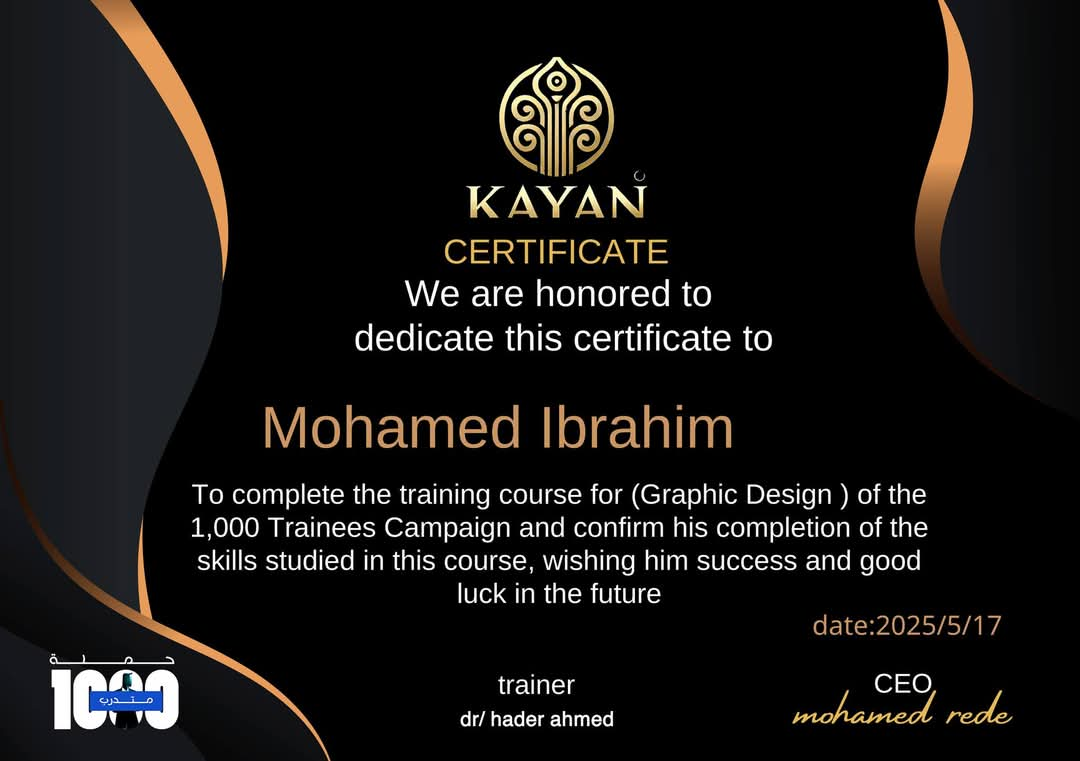 KAYAN
CERTIFICATE
We are honored to
dedicate this certificate to
Mohamed Ibrahim
To complete the training course for (Graphic Design ) of the
1,000 Trainees Campaign and confirm his completion of the
skills studied in this course, wishing him success and good
luck in the future
date:2025/5/17
حملة
1000
متدرب
trainer
dr/ hader ahmed
CEO
mohamed rede